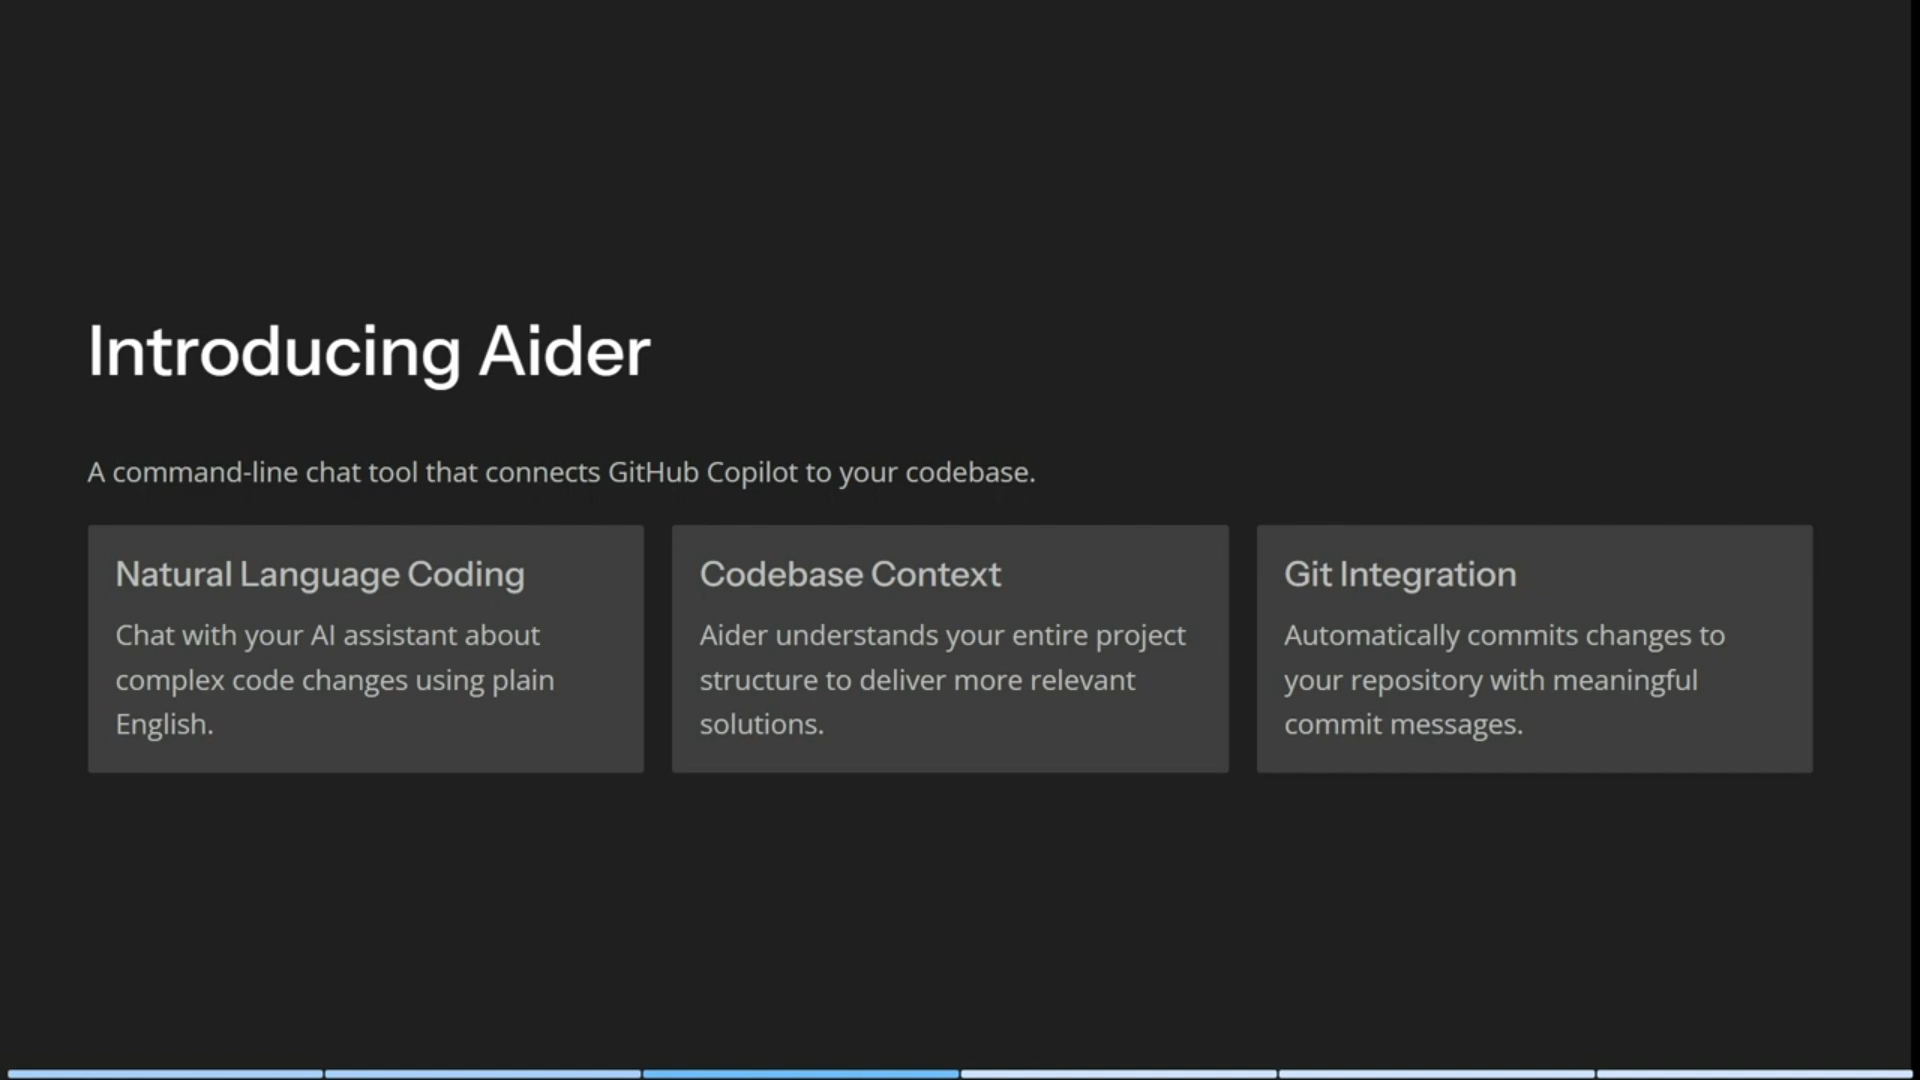 Introducing Aider
A command-line chat tool that connects GitHub Copilot to your codebase.
Natural Language Coding
Chat with your AI assistant about
complex code changes using plain
English.
Codebase Context
Aider understands your entire project
structure to deliver more relevant
solutions.
Git Integration
Automatically commits changes to
your repository with meaningful
commit messages.